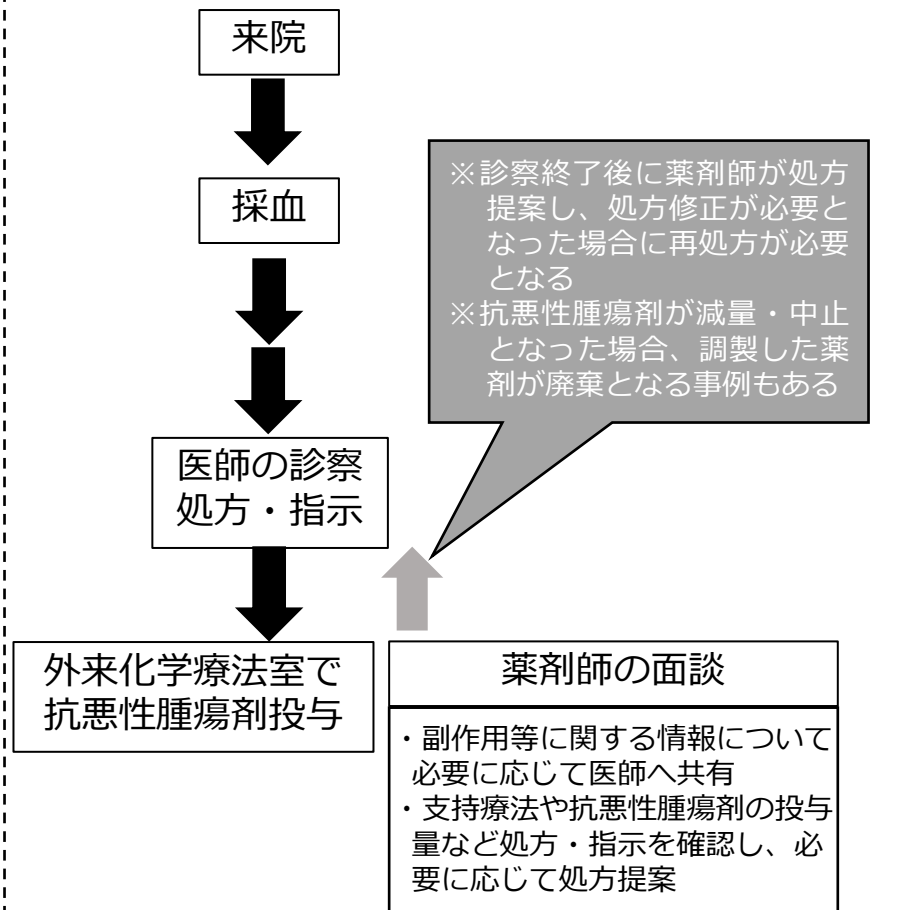 来院
採血
※診察終了後に薬剤師が処方
提案し、処方修正が必要と
なった場合に再処方が必要
となる
※抗悪性腫瘍剤が減量・中止
となった場合、調製した薬
剤が廃棄となる事例もある
医師の診察
処方・指示
外来化学療法室で
抗悪性腫瘍剤投与
薬剤師の面談
・副作用等に関する情報について
必要に応じて医師へ共有
・支持療法や抗悪性腫瘍剤の投与
量など処方・指示を確認し、必
要に応じて処方提案